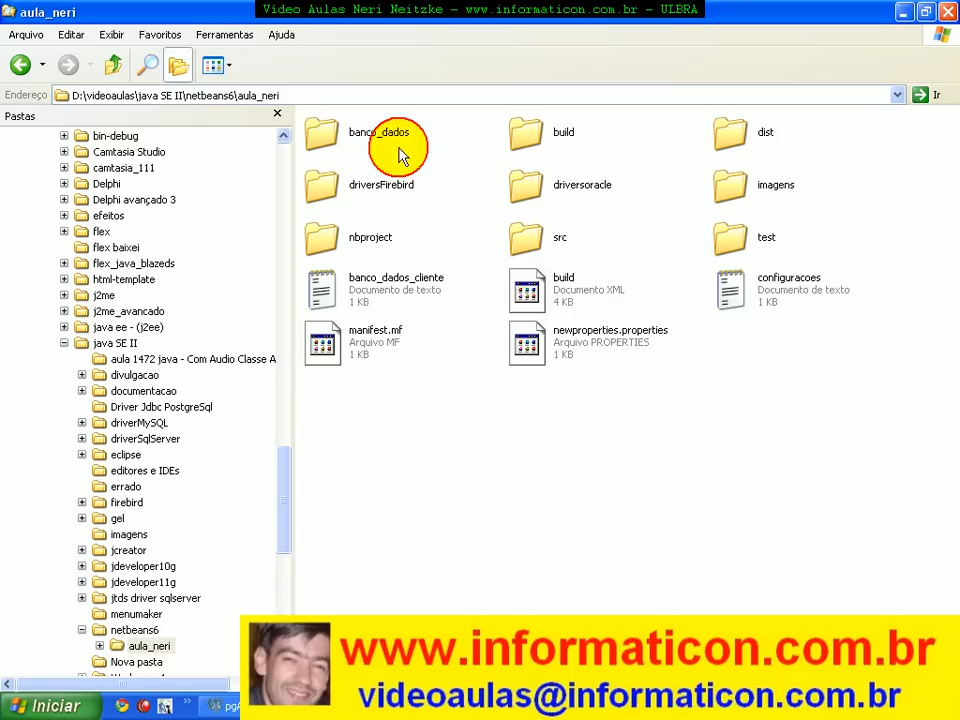 aula_neri
Video Aulas Neri Neitzke - www.informaticon.com.br - ULBRA
Arquivo Editar Exibir Favoritos Ferramentas Ajuda
Endereço D:\videoaulas\java SE II\netbeans6\aula_neri Ir
Pastas
bin-debug
Camtasia Studio
camtasia_111
Delphi
Delphi avançado 3
efeitos
flex
flex baixei
flex_java_blazeds
html-template
j2me
j2me_avancado
java ee - (j2ee)
java SE II
aula 1472 java - Com Audio Classe A
divulgacao
documentacao
Driver Jdbc PostgreSql
driverMySQL
driverSqlServer
eclipse
editores e IDEs
errado
firebird
gel
imagens
jcreator
jdeveloper10g
jdeveloper11g
jtds driver sqlserver
menumaker
netbeans6
aula_neri
Nova pasta
banco_dados
build
dist
driversFirebird
driversoracle
imagens
nbproject
src
test
banco_dados_cliente
Documento de texto
1 KB
build
Documento XML
4 KB
configuracoes
Documento de texto
1 KB
manifest.mf
Arquivo MF
1 KB
newproperties.properties
Arquivo PROPERTIES
1 KB
www.informaticon.com.br
videoaulas@informaticon.com.br
Iniciar